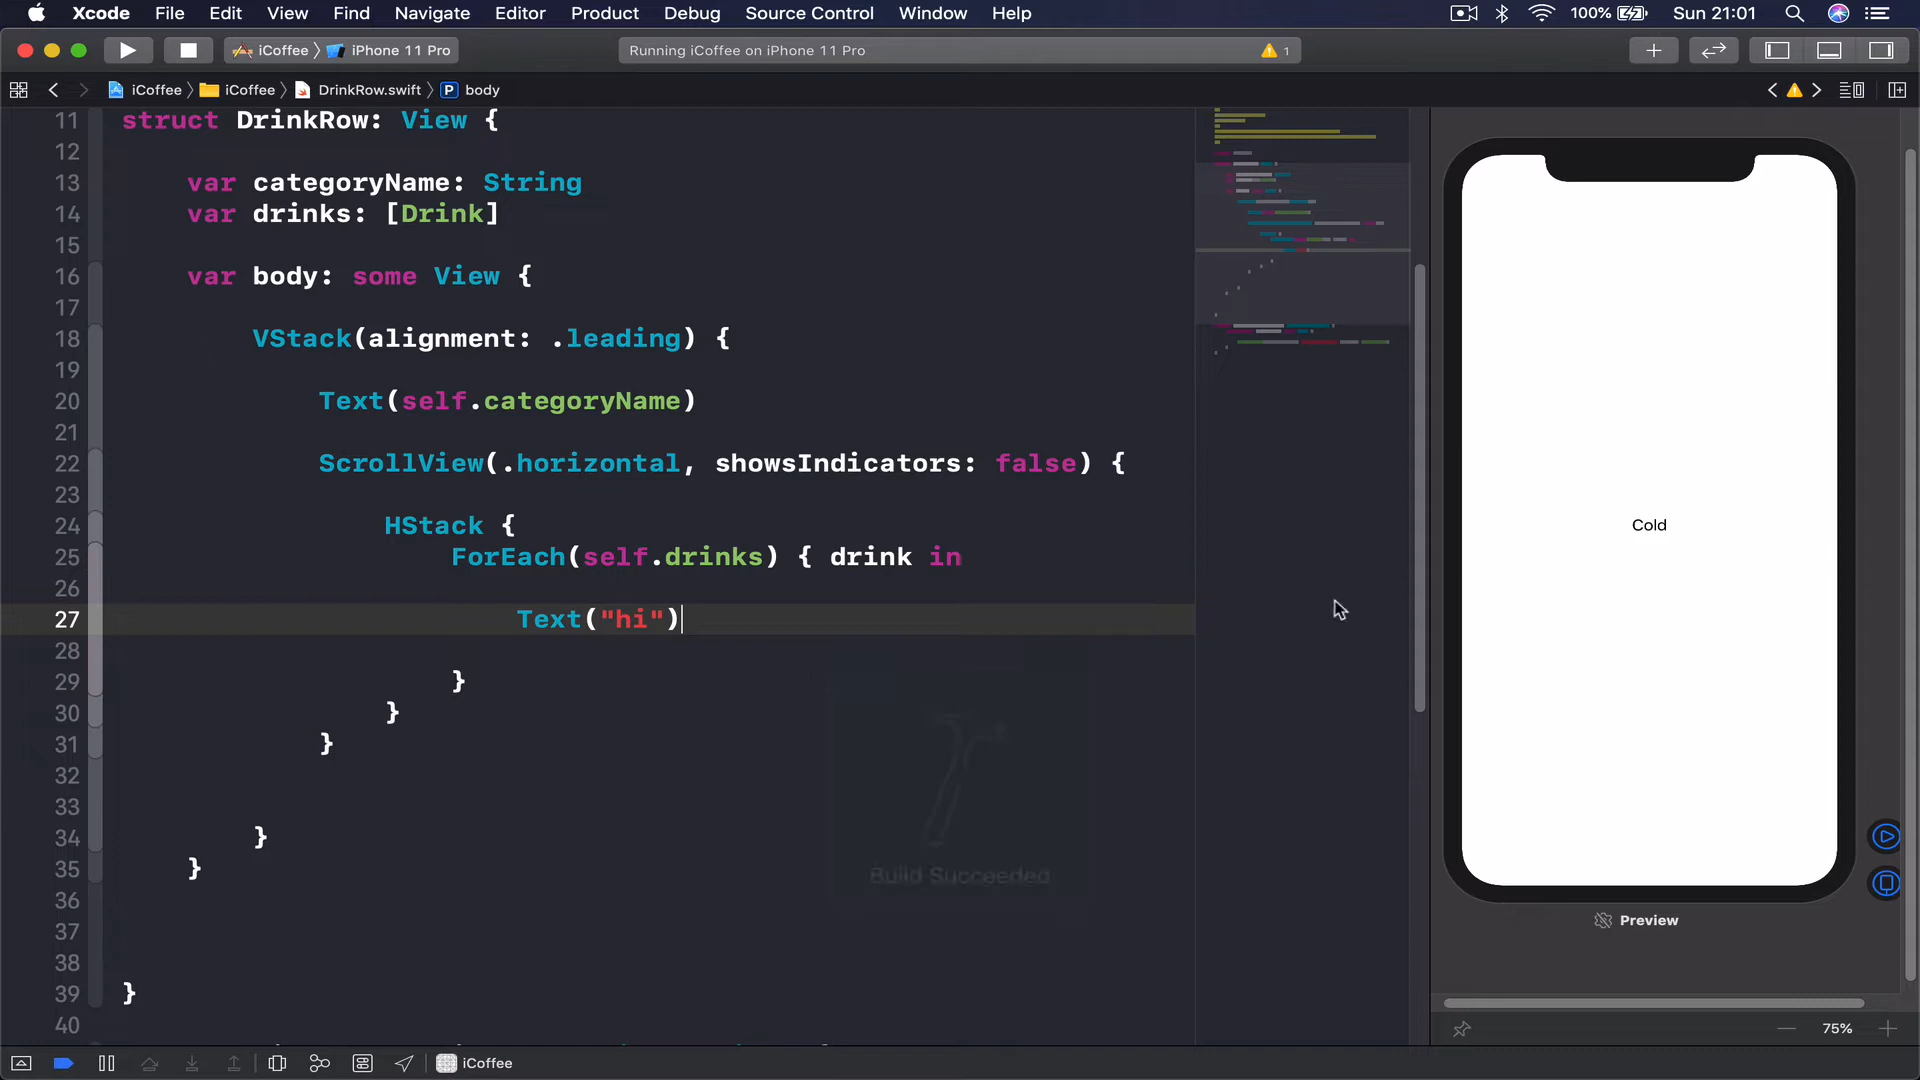 Xcode File Edit View Find Navigate Editor Product Debug Source Control Window Help 100% Sun 21:01
iCoffee iPhone 11 Pro Running iCoffee on iPhone 11 Pro 1
iCoffee iCoffee DrinkRow.swift P body
11 struct DrinkRow: View {
12
13 var categoryName: String
14 var drinks: [Drink]
15
16 var body: some View {
17
18 VStack(alignment: .leading) {
19
20 Text(self.categoryName)
21
22 ScrollView(.horizontal, showsIndicators: false) {
23
24 HStack {
25 ForEach(self.drinks) { drink in
26
27 Text("hi")
28
29 }
30 }
31 }
32
33
34 }
35 }
36
37
38
39 }
40
Build Succeeded
Cold
Preview
75%
iCoffee